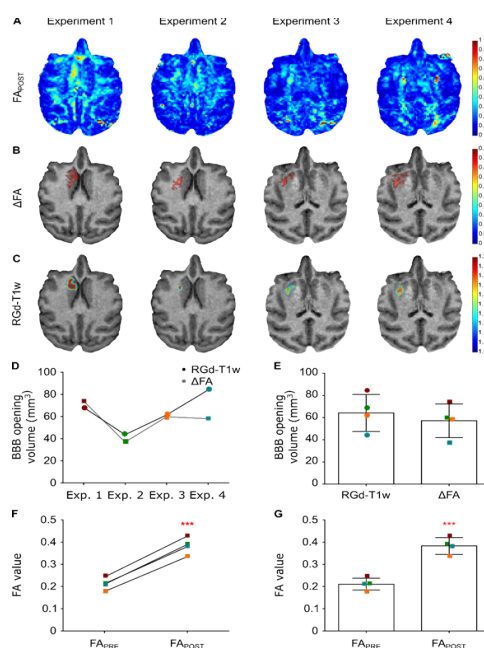 A Experiment 1 Experiment 2 Experiment 3 Experiment 4
FAPOST
B
ΔFA
C
RGd-T1w
D
BBB opening
volume (mm3)
100
80
60
40
20
0
RGd-T1w
ΔFA
Exp. 1 Exp. 2 Exp. 3 Exp. 4
E
BBB opening
volume (mm3)
100
80
60
40
20
0
RGd-T1w ΔFA
F
FA value
0.5
0.4
0.3
0.2
0.1
0
***
FAPRE FAPOST
G
FA value
0.5
0.4
0.3
0.2
0.1
0
***
FAPRE FAPOST